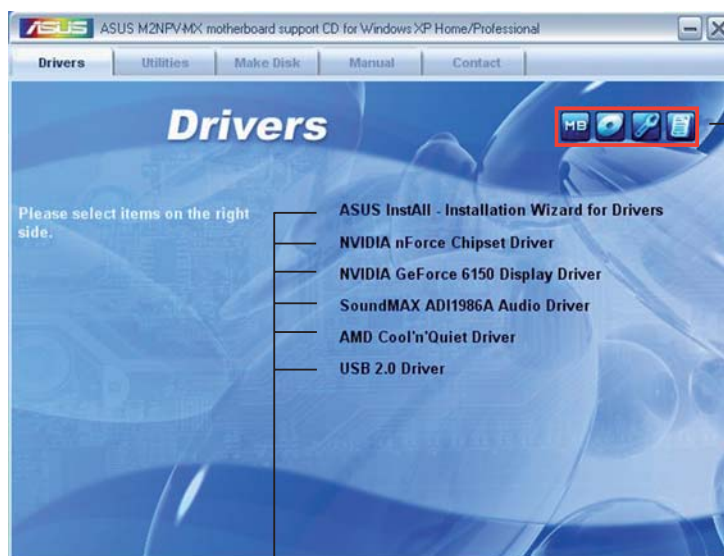 ASUS ASUS M2NPV-MX motherboard support CD for Windows XP Home/Professional
Drivers Utilities Make Disk Manual Contact
Drivers
MB
Please select items on the right
side.
ASUS InstAll - Installation Wizard for Drivers
NVIDIA nForce Chipset Driver
NVIDIA GeForce 6150 Display Driver
SoundMAX ADI1986A Audio Driver
AMD Cool'n'Quiet Driver
USB 2.0 Driver